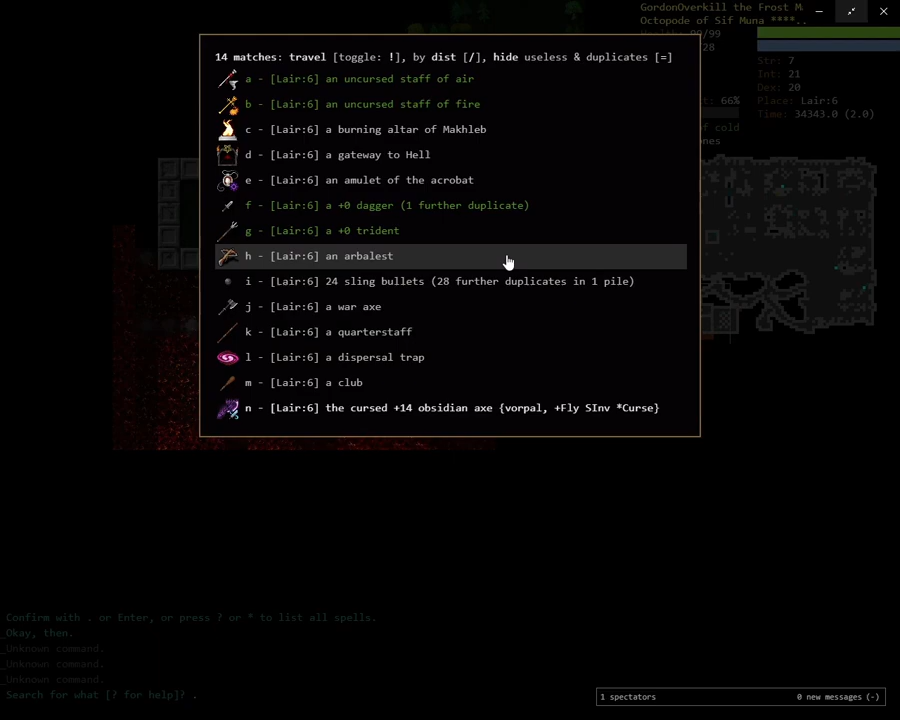 GordonOverkill the Frost M
Octopode of Sif Muna ****..
14 matches: travel [toggle: !], by dist [/], hide useless & duplicates [=]
a - [Lair:6] an uncursed staff of air
b - [Lair:6] an uncursed staff of fire
c - [Lair:6] a burning altar of Makhleb
d - [Lair:6] a gateway to Hell
e - [Lair:6] an amulet of the acrobat
f - [Lair:6] a +0 dagger (1 further duplicate)
g - [Lair:6] a +0 trident
h - [Lair:6] an arbalest
i - [Lair:6] 24 sling bullets (28 further duplicates in 1 pile)
j - [Lair:6] a war axe
k - [Lair:6] a quarterstaff
l - [Lair:6] a dispersal trap
m - [Lair:6] a club
n - [Lair:6] the cursed +14 obsidian axe {vorpal, +Fly SInv *Curse}
/99
28
Str: 7
Int: 21
Dex: 20
: 66% Place: Lair:6
Time: 34343.0 (2.0)
of cold
nes
Confirm with . or Enter, or press ? or * to list all spells.
_Okay, then.
_Unknown command.
_Unknown command.
_Unknown command.
Search for what [? for help]? .
1 spectators 0 new messages (-)